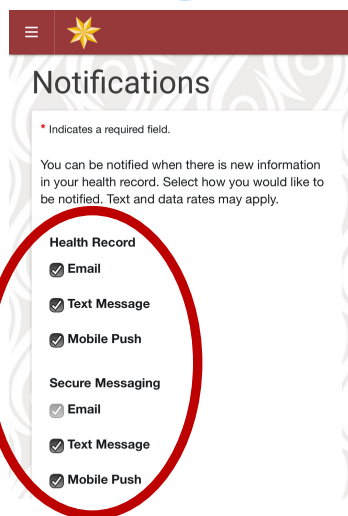 Notifications
* Indicates a required field.
You can be notified when there is new information
in your health record. Select how you would like to
be notified. Text and data rates may apply.
Health Record
Email
Text Message
Mobile Push
Secure Messaging
Email
Text Message
Mobile Push